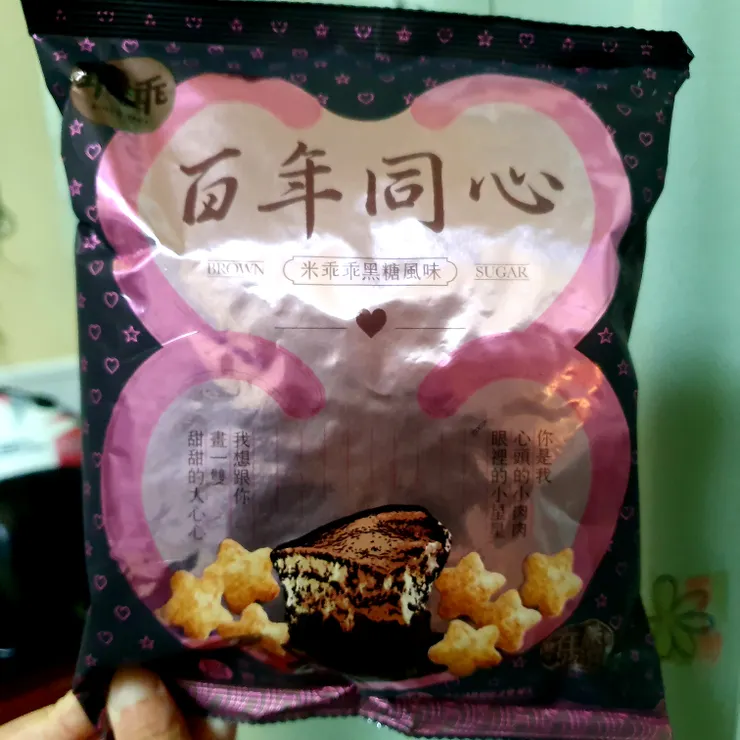 乖乖
百年同心
BROWN 米乖乖黑糖風味 SUGAR
你是我
心頭的小肉肉
眼裡的小星星
我想跟你
畫一雙
甜甜的大心心